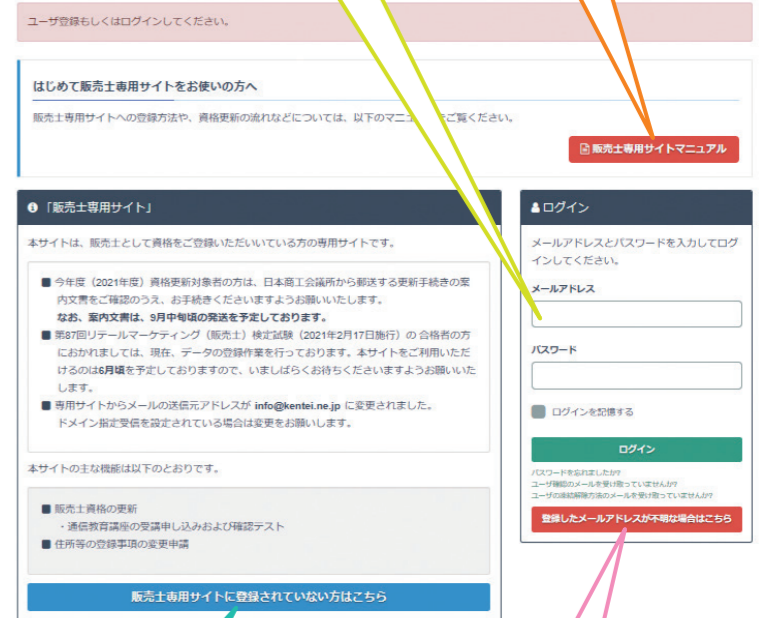 ユーザ登録もしくはログインしてください。
はじめて販売士専用サイトをお使いの方へ
販売士専用サイトへの登録方法や、資格更新の流れなどについては、以下のマニュ をご覧ください。
販売士専用サイトマニュアル
「販売士専用サイト」
本サイトは、販売士として資格をご登録いただいいている方の専用サイトです。
■ 今年度（2021年度）資格更新対象者の方は、日本商工会議所から郵送する更新手続きの案
内文書をご確認のうえ、お手続きくださいますようお願いいたします。
なお、案内文書は、9月中旬頃の発送を予定しております。
■ 第87回リテールマーケティング（販売士）検定試験（2021年2月17日施行）の 合格者の方
におかれましては、現在、データの登録作業を行っております。本サイトをご利用いただ
けるのは6月頃を予定しておりますので、いましばらくお待ちくださいますようお願いいた
します。
■ 専用サイトからメールの送信元アドレスが info@kentei.ne.jp に変更されました。
ドメイン指定受信を設定されている場合は変更をお願いします。
本サイトの主な機能は以下のとおりです。
■ 販売士資格の更新
・通信教育講座の受講申し込みおよび確認テスト
■ 住所等の登録事項の変更申請
販売士専用サイトに登録されていない方はこちら
ログイン
メールアドレスとパスワードを入力してログ
インしてください。
メールアドレス
パスワード
ログインを記憶する
ログイン
パスワードを忘れましたか?
ユーザ確認のメールを受け取っていませんか?
ユーザの凍結解除方法のメールを受け取っていませんか?
登録したメールアドレスが不明な場合はこちら